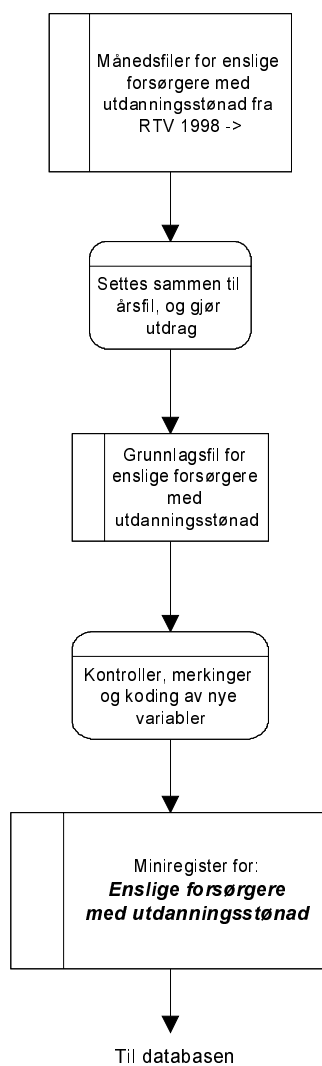 Månedsfiler for enslige
forsørgere med
utdanningsstønad fra
RTV 1998 ->
Settes sammen til
årsfil, og gjør
utdrag
Grunnlagsfil for
enslige forsørgere
med
utdanningsstønad
Kontroller, merkinger
og koding av nye
variabler
Miniregister for:
Enslige forsørgere
med utdanningsstønad
Til databasen